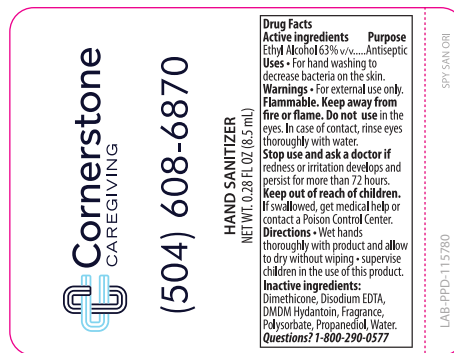 Cornerstone
CAREGIVING
(504) 608-6870
HAND SANITIZER
NET WT. 0.28 FL OZ (8.5 mL)
Drug Facts
Active ingredients Purpose
Ethyl Alcohol 63% v/v.....Antiseptic
Uses • For hand washing to
decrease bacteria on the skin.
Warnings • For external use only.
Flammable. Keep away from
fire or flame. Do not use in the
eyes. In case of contact, rinse eyes
thoroughly with water.
Stop use and ask a doctor if
redness or irritation develops and
persist for more than 72 hours.
Keep out of reach of children.
If swallowed, get medical help or
contact a Poison Control Center.
Directions • Wet hands
thoroughly with product and allow
to dry without wiping • supervise
children in the use of this product.
Inactive ingredients:
Dimethicone, Disodium EDTA,
DMDM Hydantoin, Fragrance,
Polysorbate, Propanediol, Water.
Questions? 1-800-290-0577
LAB-PPD-115780
SPY SAN ORI